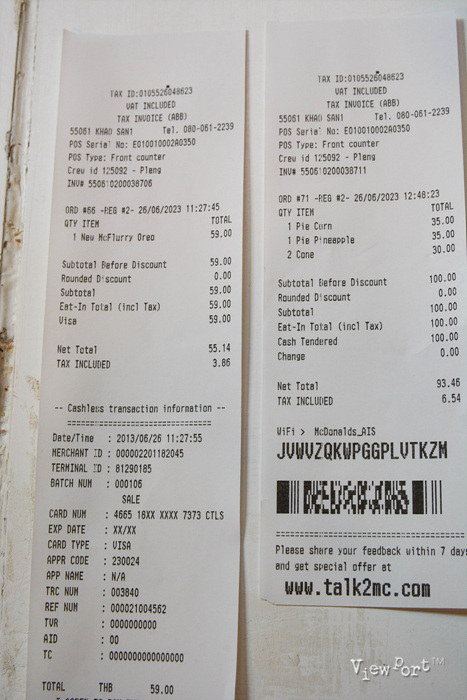 TAX ID:0105526048623
VAT INCLUDED
TAX INVOICE (ABB)
55061 KHAO SAN1 Tel. 080-061-2239
POS Serial No: E010010002A0350
POS Type: Front counter
Crew id 125092 - Pleng
INV# 5506102000038706
ORD #66 -REG #2- 26/06/2023 11:27:45
QTY ITEM TOTAL
1 New McFlurry Oreo 59.00
Subtotal Before Discount 59.00
Rounded Discount 0.00
Subtotal 59.00
Eat-In Total (incl Tax) 59.00
Visa 59.00
Net Total 55.14
TAX INCLUDED 3.86
-- Cashless transaction information --
Date/Time : 2013/06/26 11:27:55
MERCHANT ID : 000002201182045
TERMINAL ID : 81290185
BATCH NUM : 000106
SALE
CARD NUM : 4665 18XX XXXX 7373 CTLS
EXP DATE : XX/XX
CARD TYPE : VISA
APPR CODE : 230024
APP NAME : N/A
TRC NUM : 003840
REF NUM : 000021004562
TVR : 0000000000
AID : 00
TC : 0000000000000000
TOTAL THB 59.00
TAX ID:0105526048623
VAT INCLUDED
TAX INVOICE (ABB)
55061 KHAO SAN1 Tel. 080-061-2239
POS Serial No: E010010002A0350
POS Type: Front counter
Crew id 125092 - Pleng
INV# 5506102000038711
ORD #71 -REG #2- 26/06/2023 12:48:23
QTY ITEM TOTAL
1 Pie Corn 35.00
1 Pie Pineapple 35.00
2 Cone 30.00
Subtotal Before Discount 100.00
Rounded Discount 0.00
Subtotal 100.00
Eat-In Total (incl Tax) 100.00
Cash Tendered 100.00
Change 0.00
Net Total 93.46
TAX INCLUDED 6.54
WiFi > McDonalds_AIS
JVWVZQKWPGGPLVTKZM
Please share your feedback within 7 days
and get special offer at
www.talk2mc.com
ViewPort™